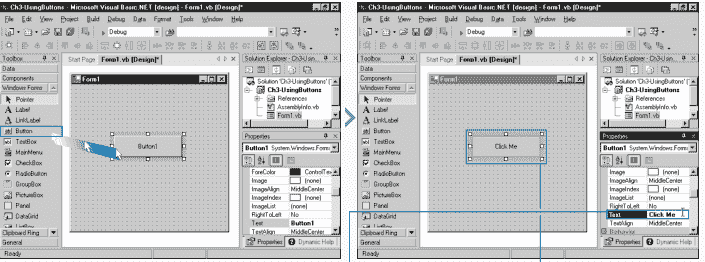 Ch3-UsingButtons - Microsoft Visual Basic.NET [design] - Form1.vb [Design]*
File Edit View Project Build Debug Data Format Tools Window Help
Debug
Toolbox
Data
Components
Windows Forms
Pointer
Label
LinkLabel
Button
TextBox
MainMenu
CheckBox
RadioButton
GroupBox
PictureBox
Panel
DataGrid
ListBox
Clipboard Ring
General
Ready
Start Page Form1.vb [Design]*
Form1
Button1
Solution Explorer - Ch3-Usin
Solution 'Ch3-UsingButtons'
Ch3-UsingButtons
References
AssemblyInfo.vb
Form1.vb
Properties
Button1 System.Windows.Form
ForeColor ControlTex
Image (none)
ImageAlign MiddleCenter
ImageIndex (none)
ImageList (none)
RightToLeft No
Text Button1
TextAlign MiddleCenter
Properties Dynamic Help
Ch3-UsingButtons - Microsoft Visual Basic.NET [design] - Form1.vb [Design]*
File Edit View Project Build Debug Data Format Tools Window Help
Debug
Toolbox
Data
Components
Windows Forms
Pointer
Label
LinkLabel
Button
TextBox
MainMenu
CheckBox
RadioButton
GroupBox
PictureBox
Panel
DataGrid
ListBox
Clipboard Ring
General
Ready
Start Page Form1.vb [Design]*
Form1
Click Me
Solution Explorer - Ch3-Usin
Solution 'Ch3-UsingButtons'
Ch3-UsingButtons
References
AssemblyInfo.vb
Form1.vb
Properties
Button1 System.Windows.Form
Image (none)
ImageAlign MiddleCenter
ImageIndex (none)
ImageList (none)
RightToLeft No
Text Click Me
TextAlign MiddleCenter
Behavior
Properties Dynamic Help